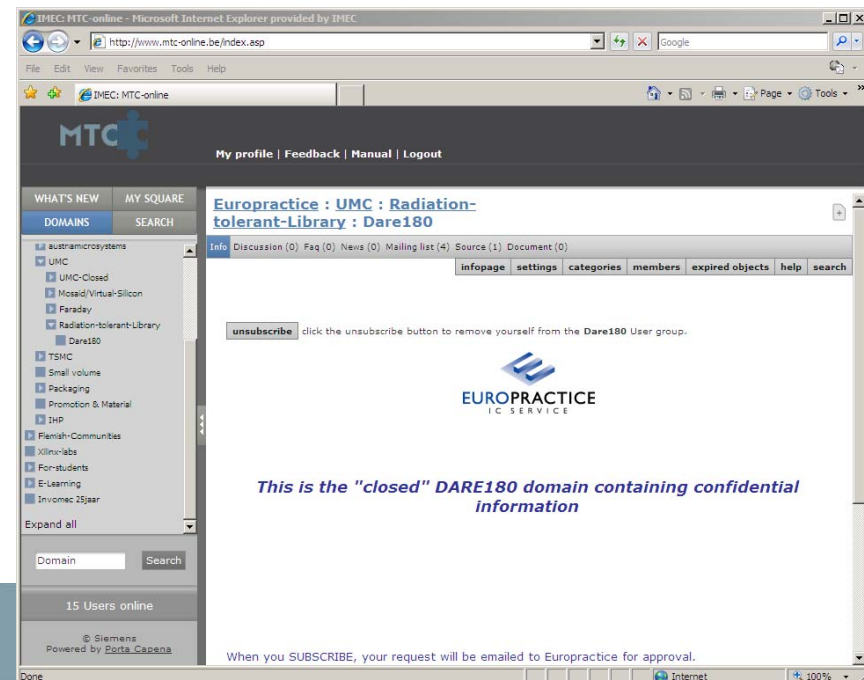 IMEC: MTC-online - Microsoft Internet Explorer provided by IMEC
http://www.mtc-online.be/index.asp
Google
File Edit View Favorites Tools Help
IMEC: MTC-online
Page Tools
MTC
My profile | Feedback | Manual | Logout
WHAT'S NEW MY SQUARE
DOMAINS SEARCH
austriamicrosystems
UMC
UMC-Closed
Mosaid/Virtual-Silicon
Faraday
Radiation-tolerant-Library
Dare180
TSMC
Small volume
Packaging
Promotion & Material
IHP
Flemish-Communities
Xilinx-labs
For-students
E-Learning
Invomec 25jaar
Expand all
Domain Search
15 Users online
© Siemens
Powered by Porta Capena
Europractice : UMC : Radiation-
tolerant-Library : Dare180
Info Discussion (0) Faq (0) News (0) Mailing list (4) Source (1) Document (0)
infopage settings categories members expired objects help search
unsubscribe click the unsubscribe button to remove yourself from the Dare180 User group.
EUROPRACTICE
IC SERVICE
This is the "closed" DARE180 domain containing confidential
information
When you SUBSCRIBE, your request will be emailed to Europractice for approval.
Done Internet 100%